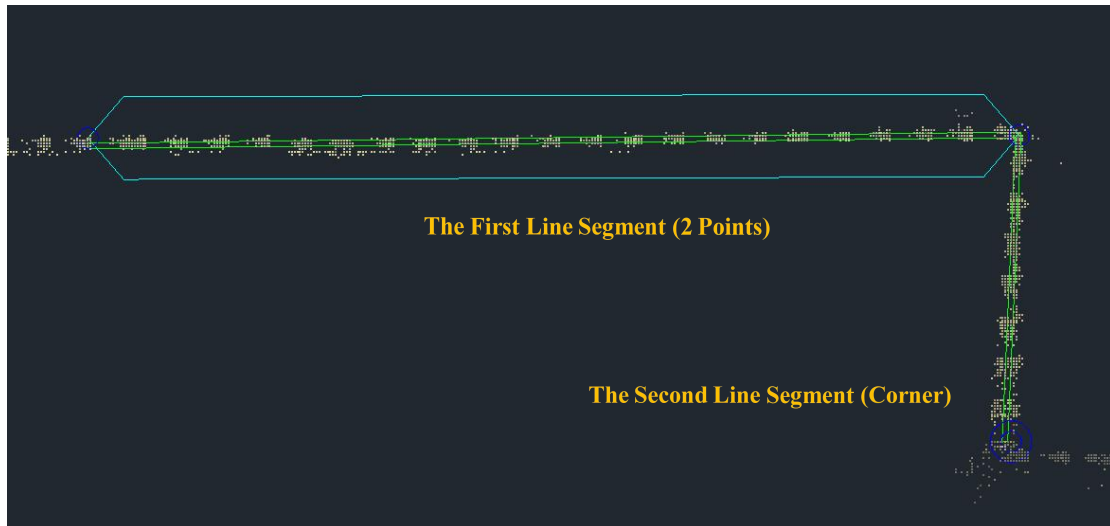 The First Line Segment (2 Points)
The Second Line Segment (Corner)